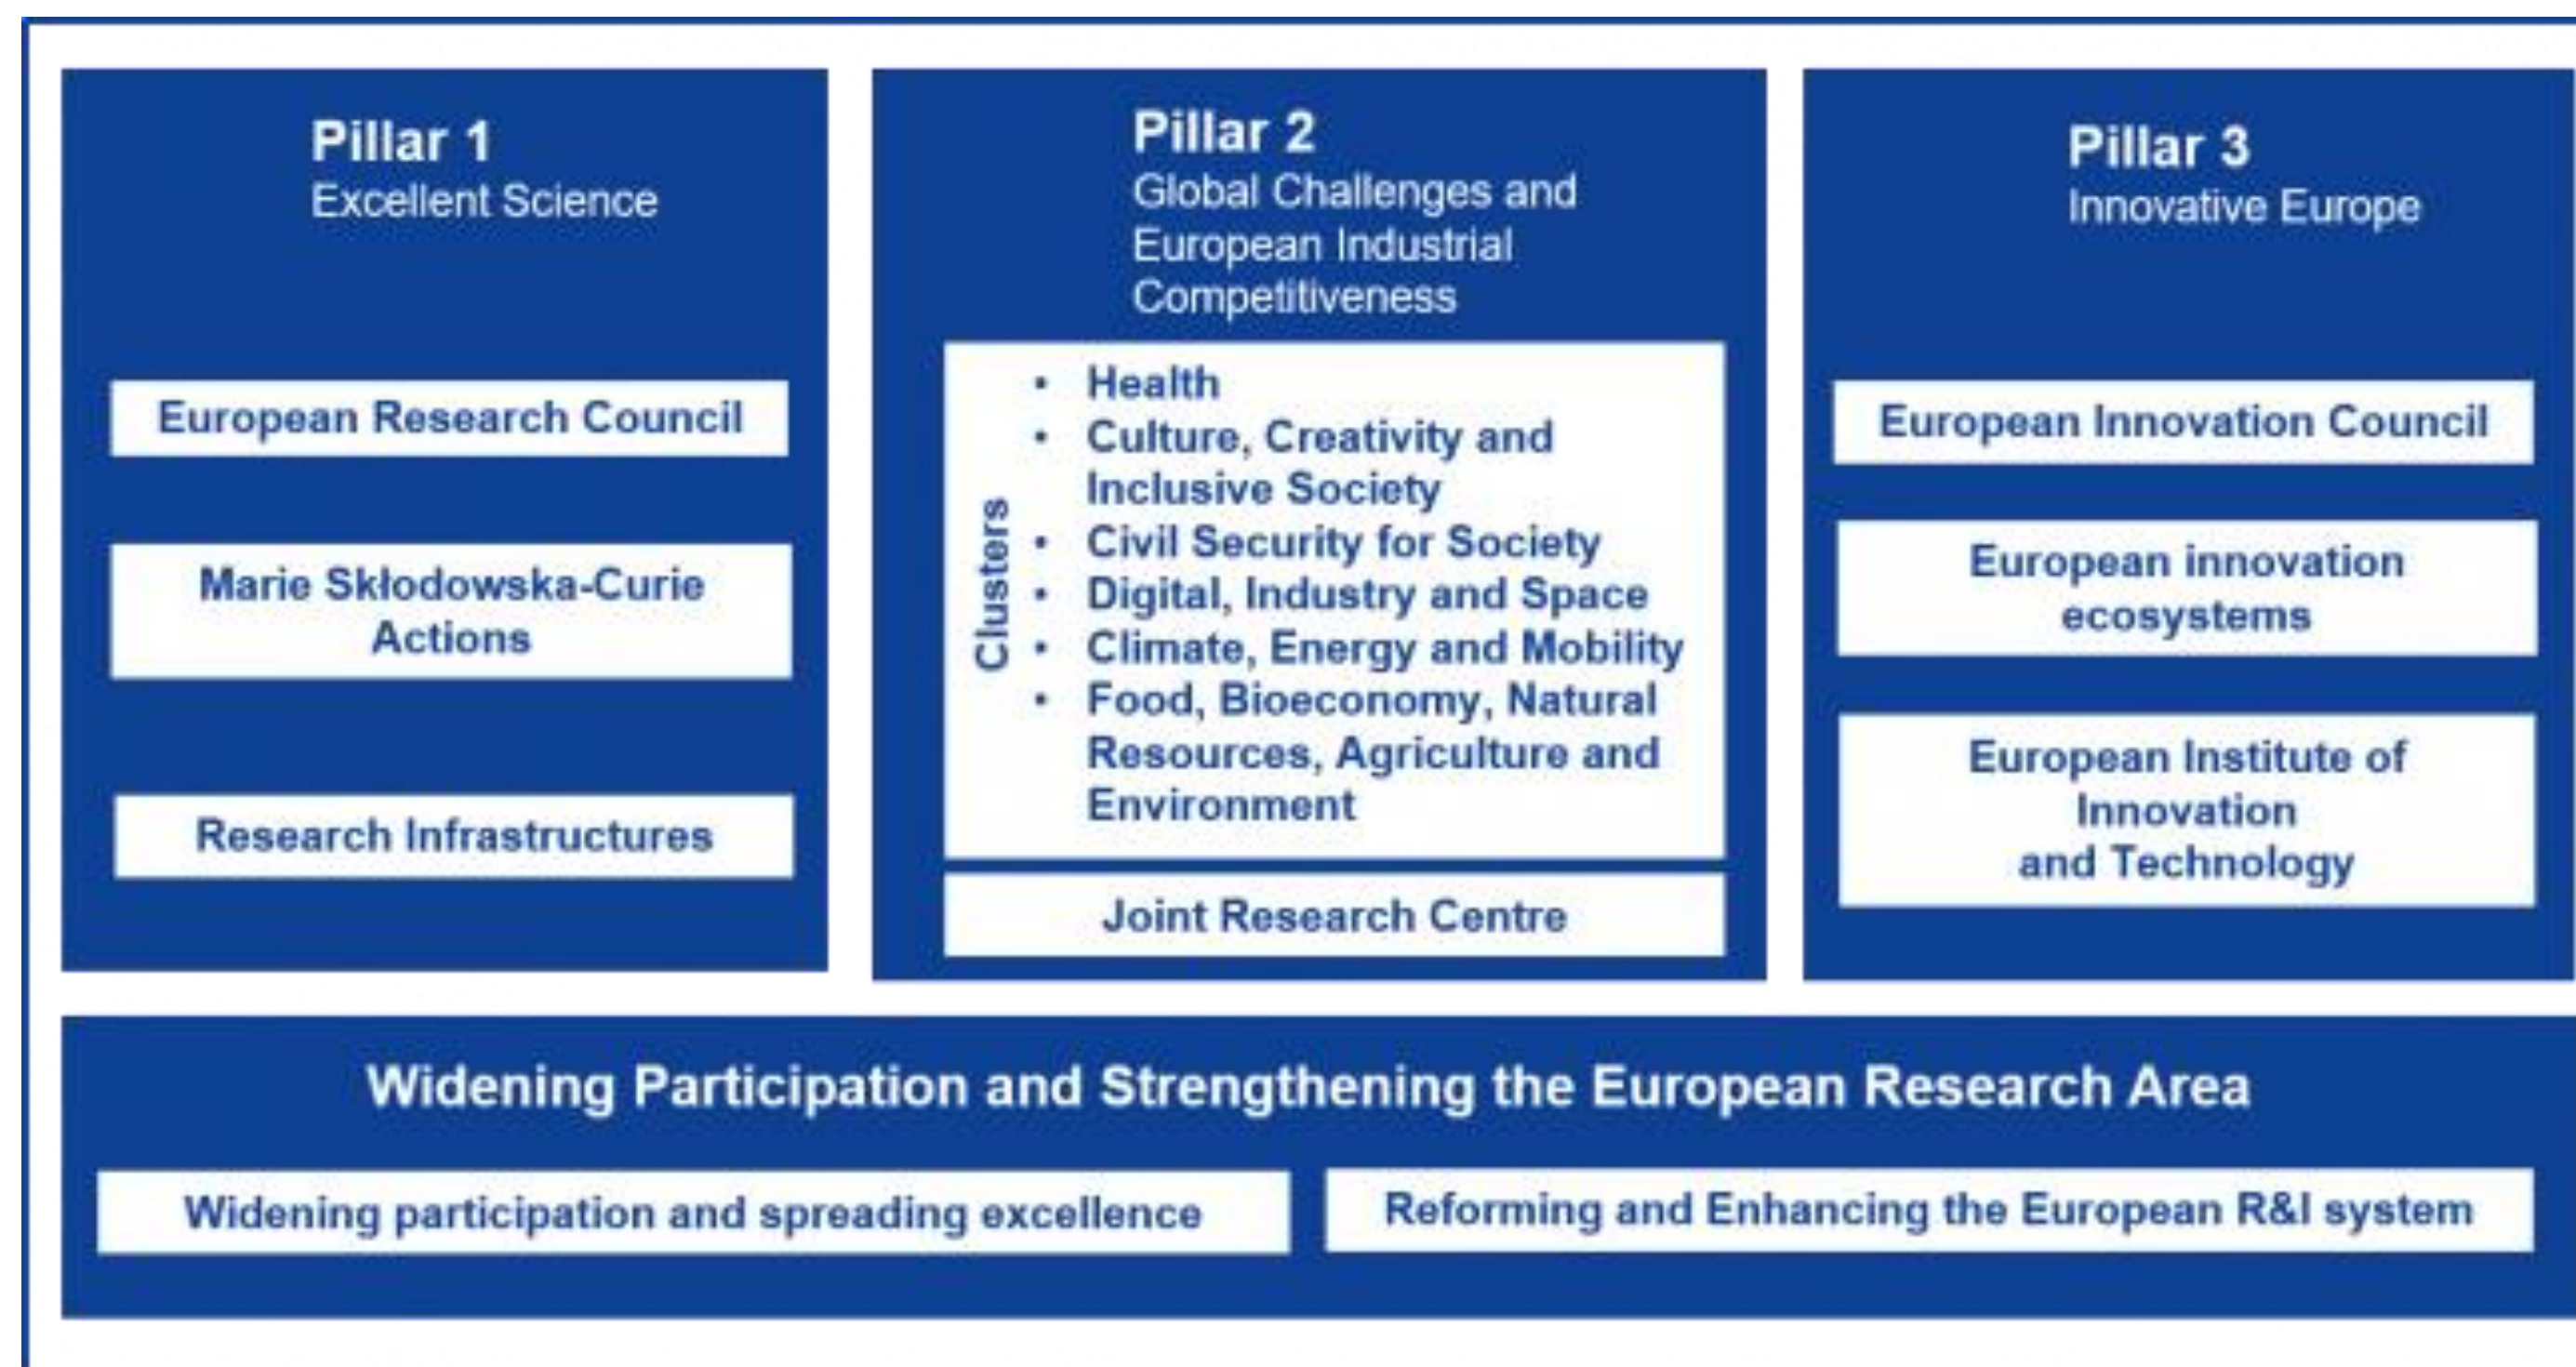 Pillar 1
Excellent Science
European Research Council
Marie Skłodowska-Curie
Actions
Research Infrastructures
Pillar 2
Global Challenges and
European Industrial
Competitiveness
Clusters
• Health
• Culture, Creativity and
Inclusive Society
• Civil Security for Society
• Digital, Industry and Space
• Climate, Energy and Mobility
• Food, Bioeconomy, Natural
Resources, Agriculture and
Environment
Joint Research Centre
Pillar 3
Innovative Europe
European Innovation Council
European innovation
ecosystems
European Institute of
Innovation
and Technology
Widening Participation and Strengthening the European Research Area
Widening participation and spreading excellence
Reforming and Enhancing the European R&I system